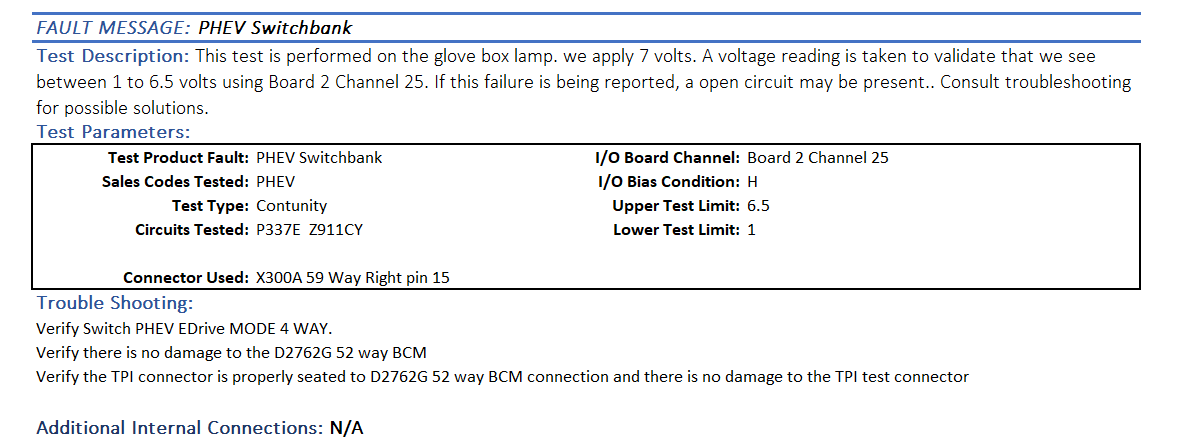 FAULT MESSAGE: PHEV Switchbank
Test Description: This test is performed on the glove box lamp. we apply 7 volts. A voltage reading is taken to validate that we see
between 1 to 6.5 volts using Board 2 Channel 25. If this failure is being reported, a open circuit may be present.. Consult troubleshooting
for possible solutions.
Test Parameters:
Test Product Fault: PHEV Switchbank I/O Board Channel: Board 2 Channel 25
Sales Codes Tested: PHEV I/O Bias Condition: H
Test Type: Contunity Upper Test Limit: 6.5
Circuits Tested: P337E Z911CY Lower Test Limit: 1
Connector Used: X300A 59 Way Right pin 15
Trouble Shooting:
Verify Switch PHEV EDrive MODE 4 WAY.
Verify there is no damage to the D2762G 52 way BCM
Verify the TPI connector is properly seated to D2762G 52 way BCM connection and there is no damage to the TPI test connector
Additional Internal Connections: N/A